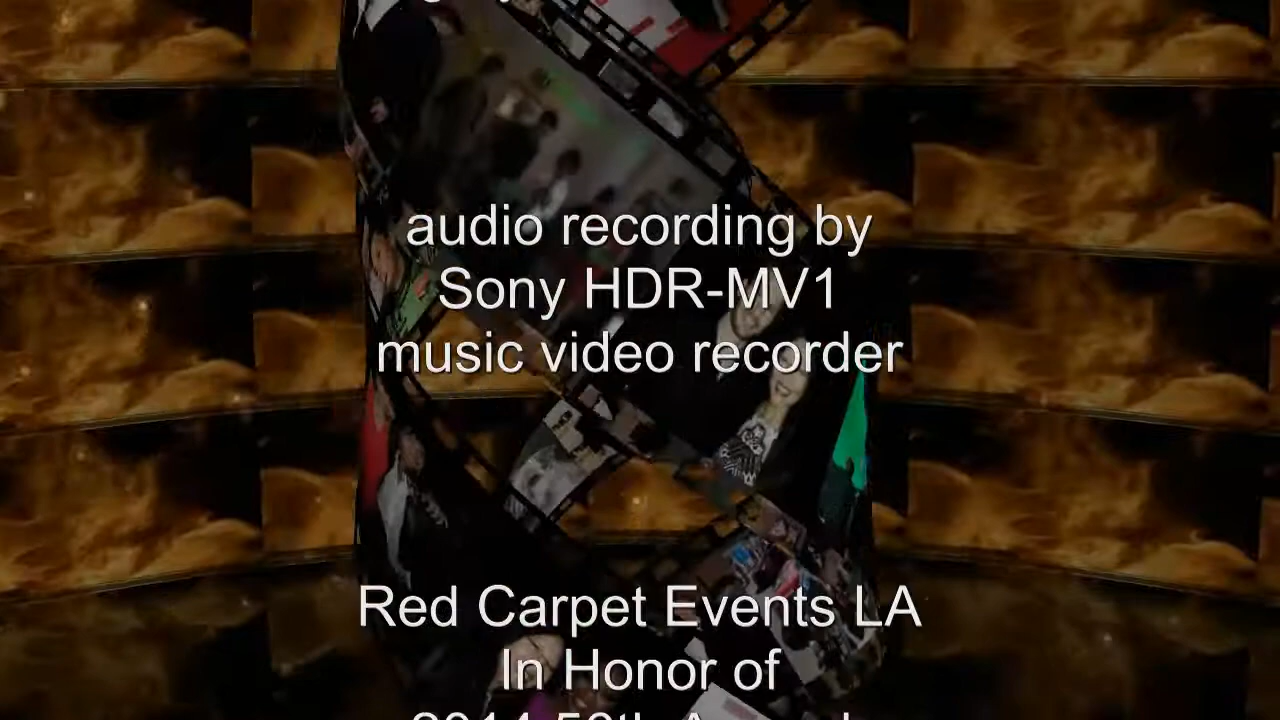 audio recording by
Sony HDR-MV1
music video recorder
Red Carpet Events LA
In Honor of